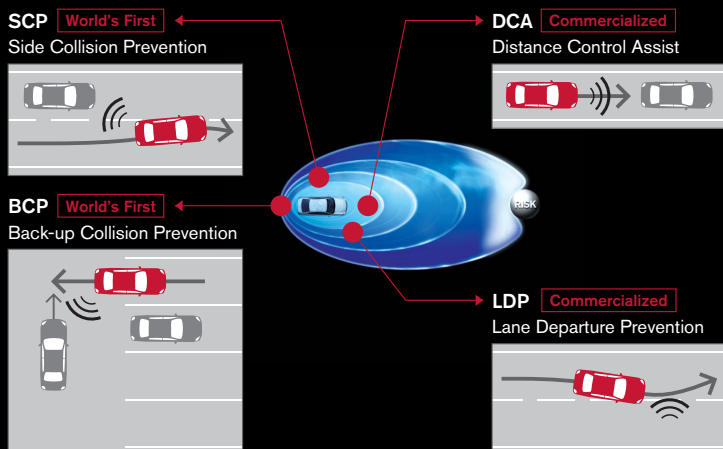 SCP World's First
Side Collision Prevention
DCA Commercialized
Distance Control Assist
RISK
BCP World's First
Back-up Collision Prevention
LDP Commercialized
Lane Departure Prevention